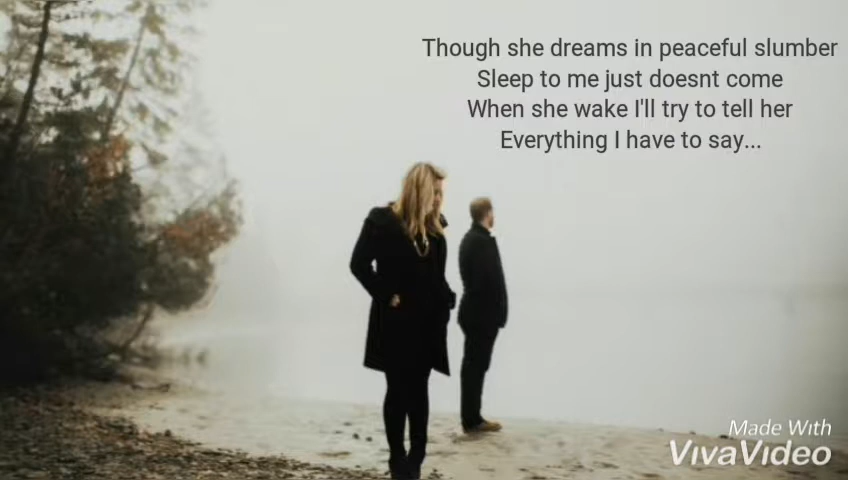 Though she dreams in peaceful slumber
Sleep to me just doesnt come
When she wake I'll try to tell her
Everything I have to say...
Made With
VivaVideo